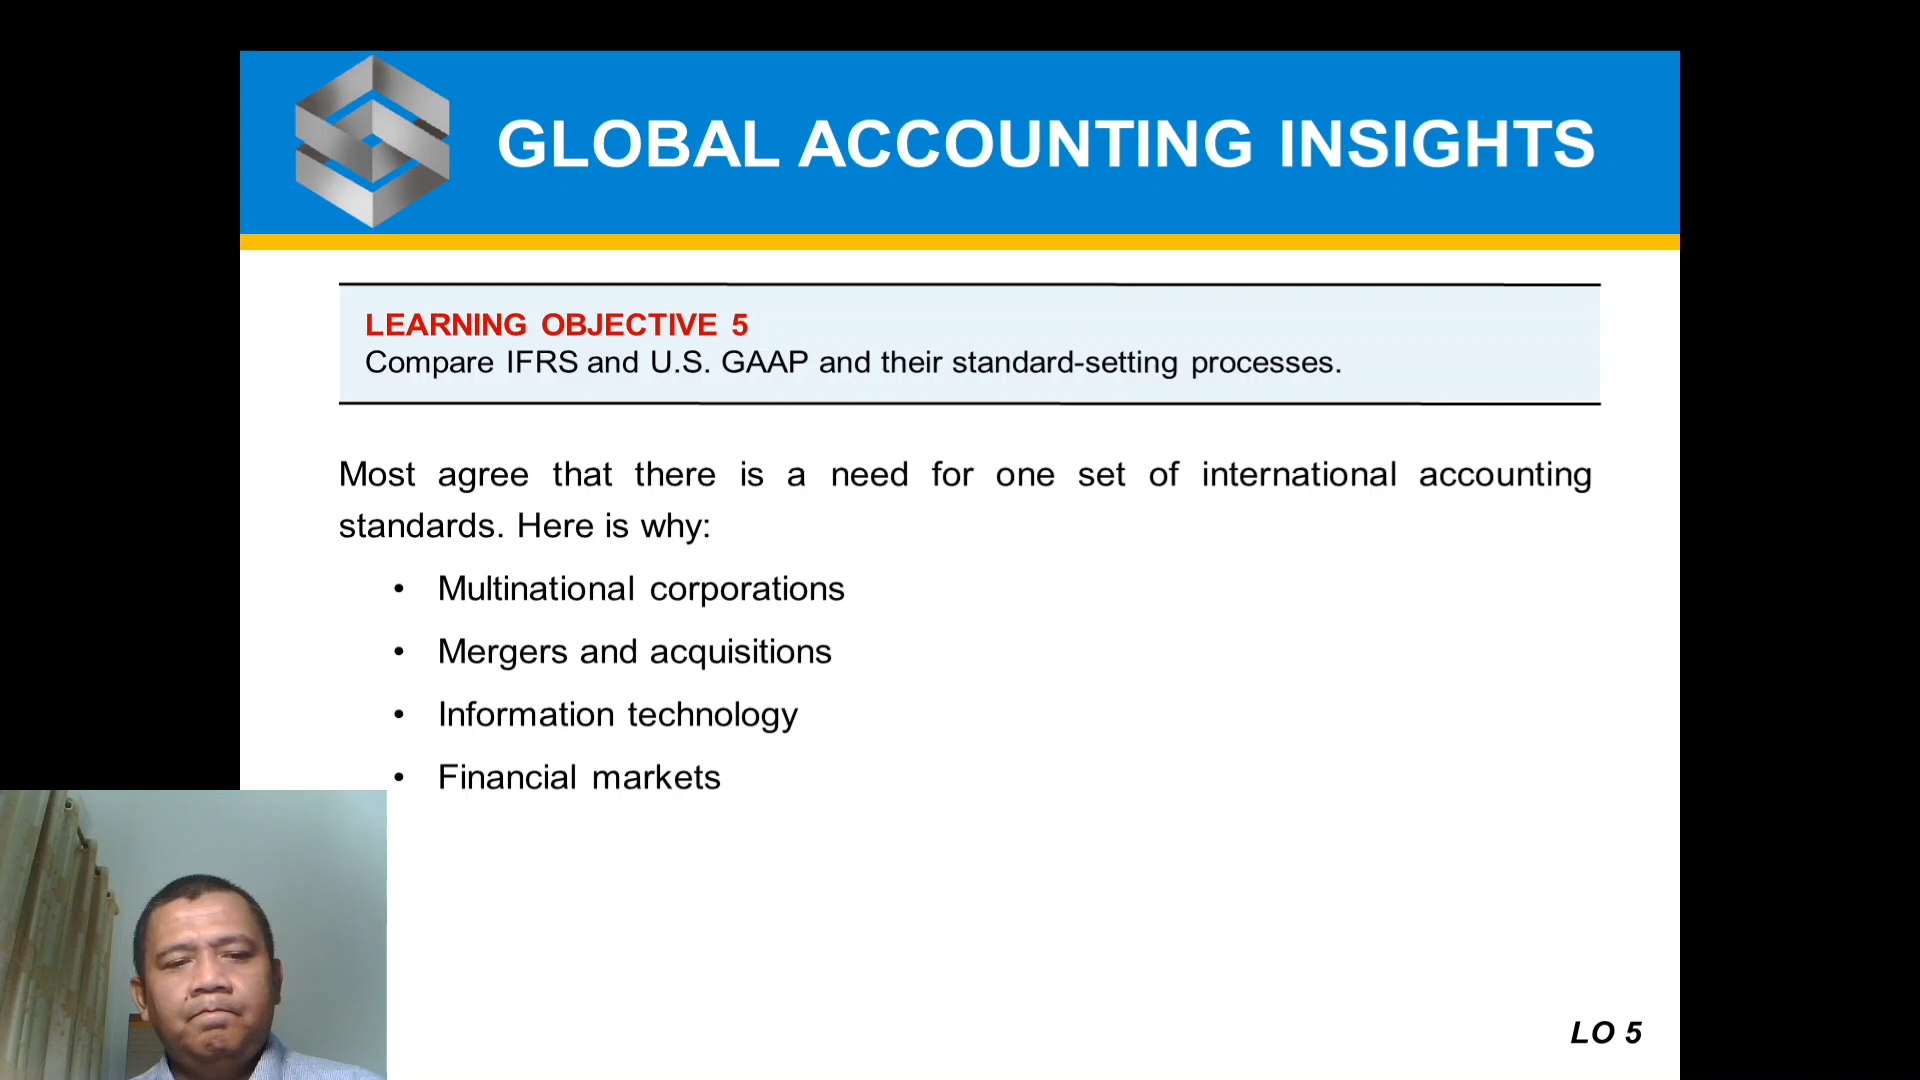 GLOBAL ACCOUNTING INSIGHTS
LEARNING OBJECTIVE 5
Compare IFRS and U.S. GAAP and their standard-setting processes.
Most agree that there is a need for one set of international accounting
standards. Here is why:
• Multinational corporations
• Mergers and acquisitions
• Information technology
• Financial markets
LO 5